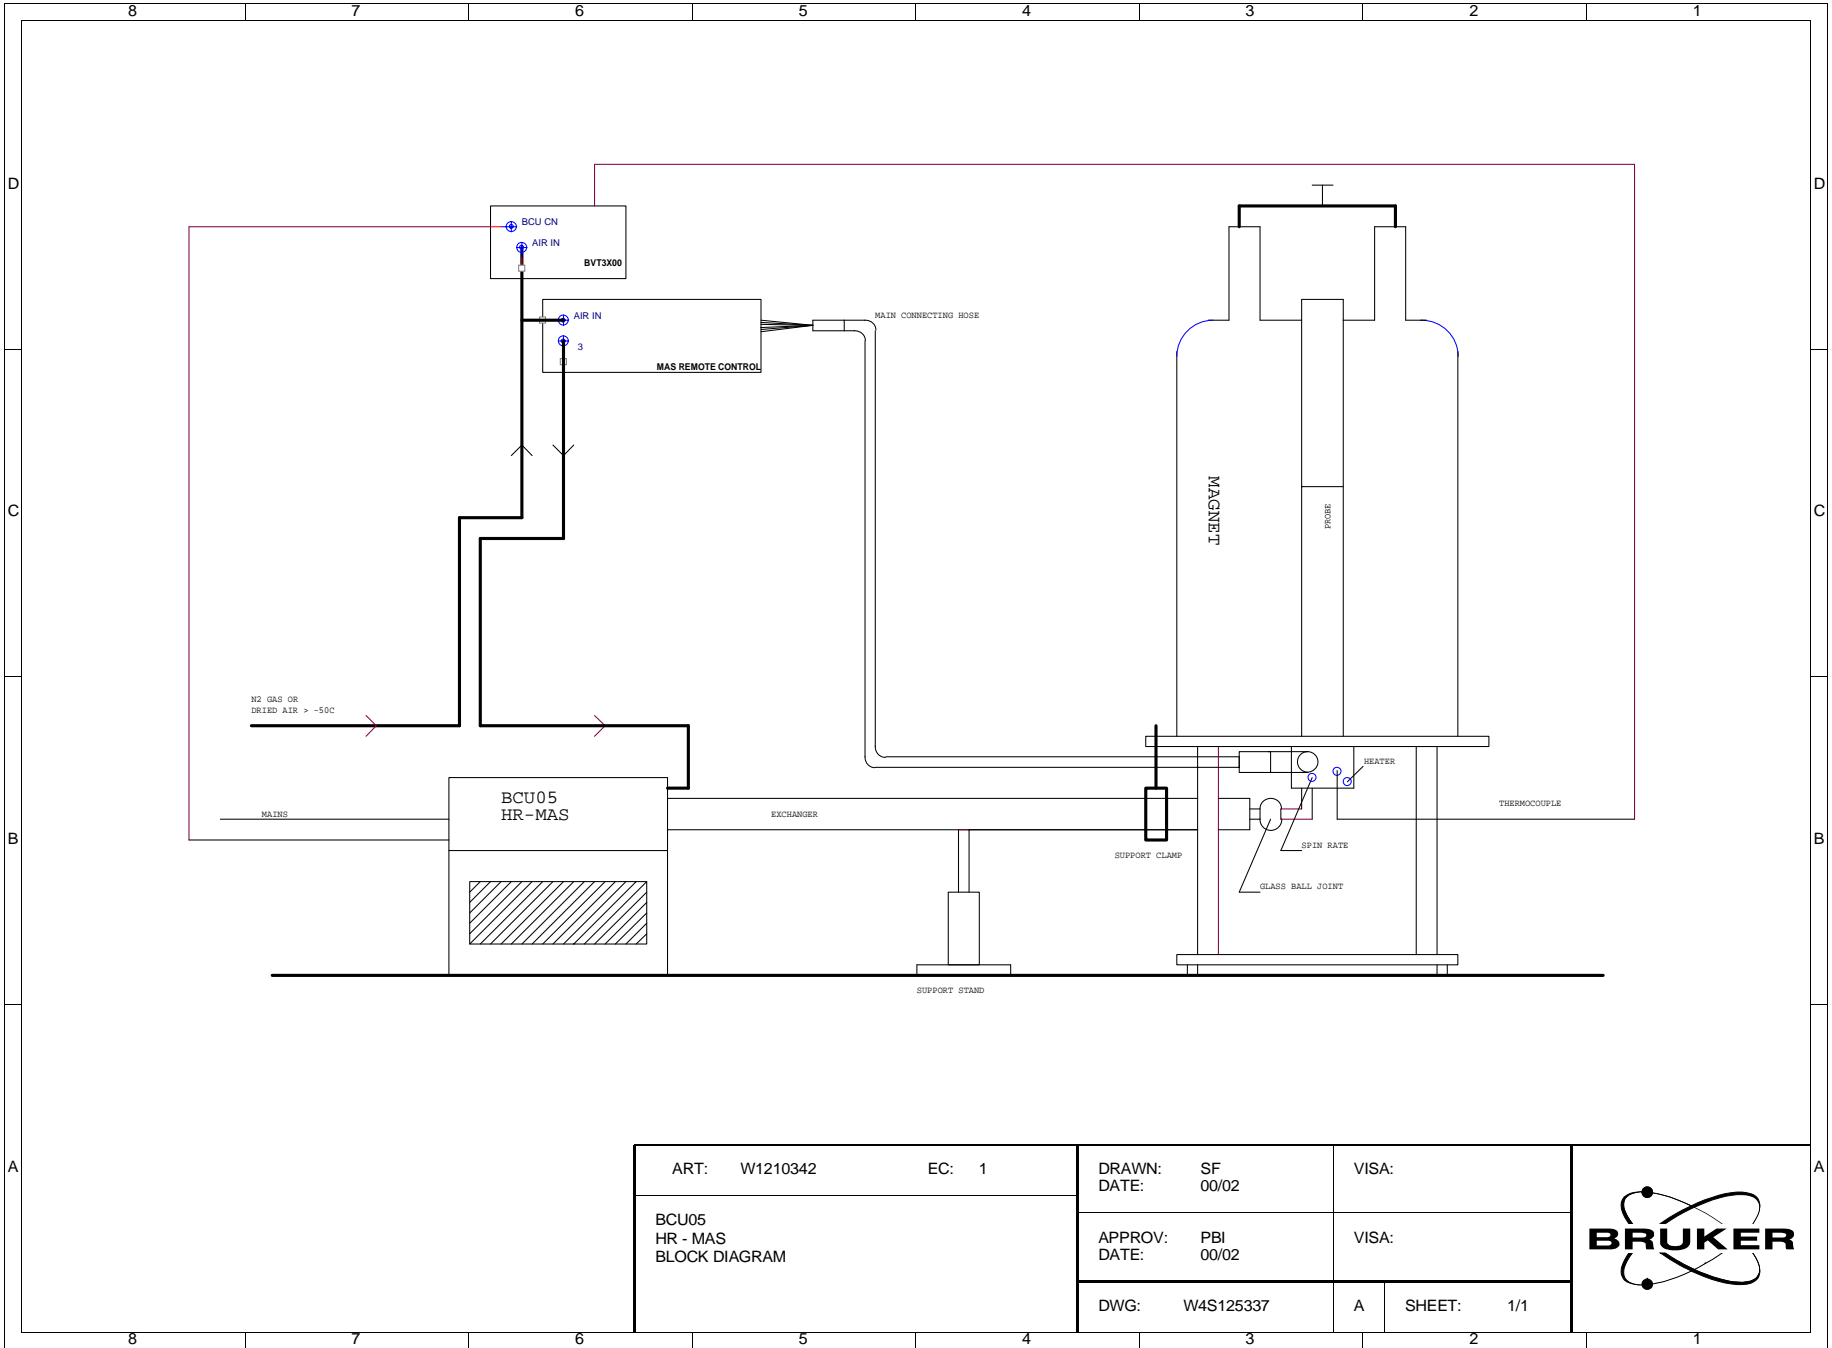 8 7 6 5 4 3 2 1
D
D
BCU CN
AIR IN
BVT3X00
AIR IN
3
MAS REMOTE CONTROL
MAIN CONNECTING HOSE
C
C
MAGNET
PROBE
N2 GAS OR
DRIED AIR > -50C
HEATER
THERMOCOUPLE
BCU05
HR-MAS
MAINS
EXCHANGER
B
B
SUPPORT CLAMP
SPIN RATE
GLASS BALL JOINT
SUPPORT STAND
A
A
ART: W1210342 EC: 1
BCU05
HR - MAS
BLOCK DIAGRAM
DRAWN: SF
DATE: 00/02
VISA:
APPROV: PBI
DATE: 00/02
VISA:
DWG: W4S125337 A SHEET: 1/1
BRUKER
8 7 6 5 4 3 2 1